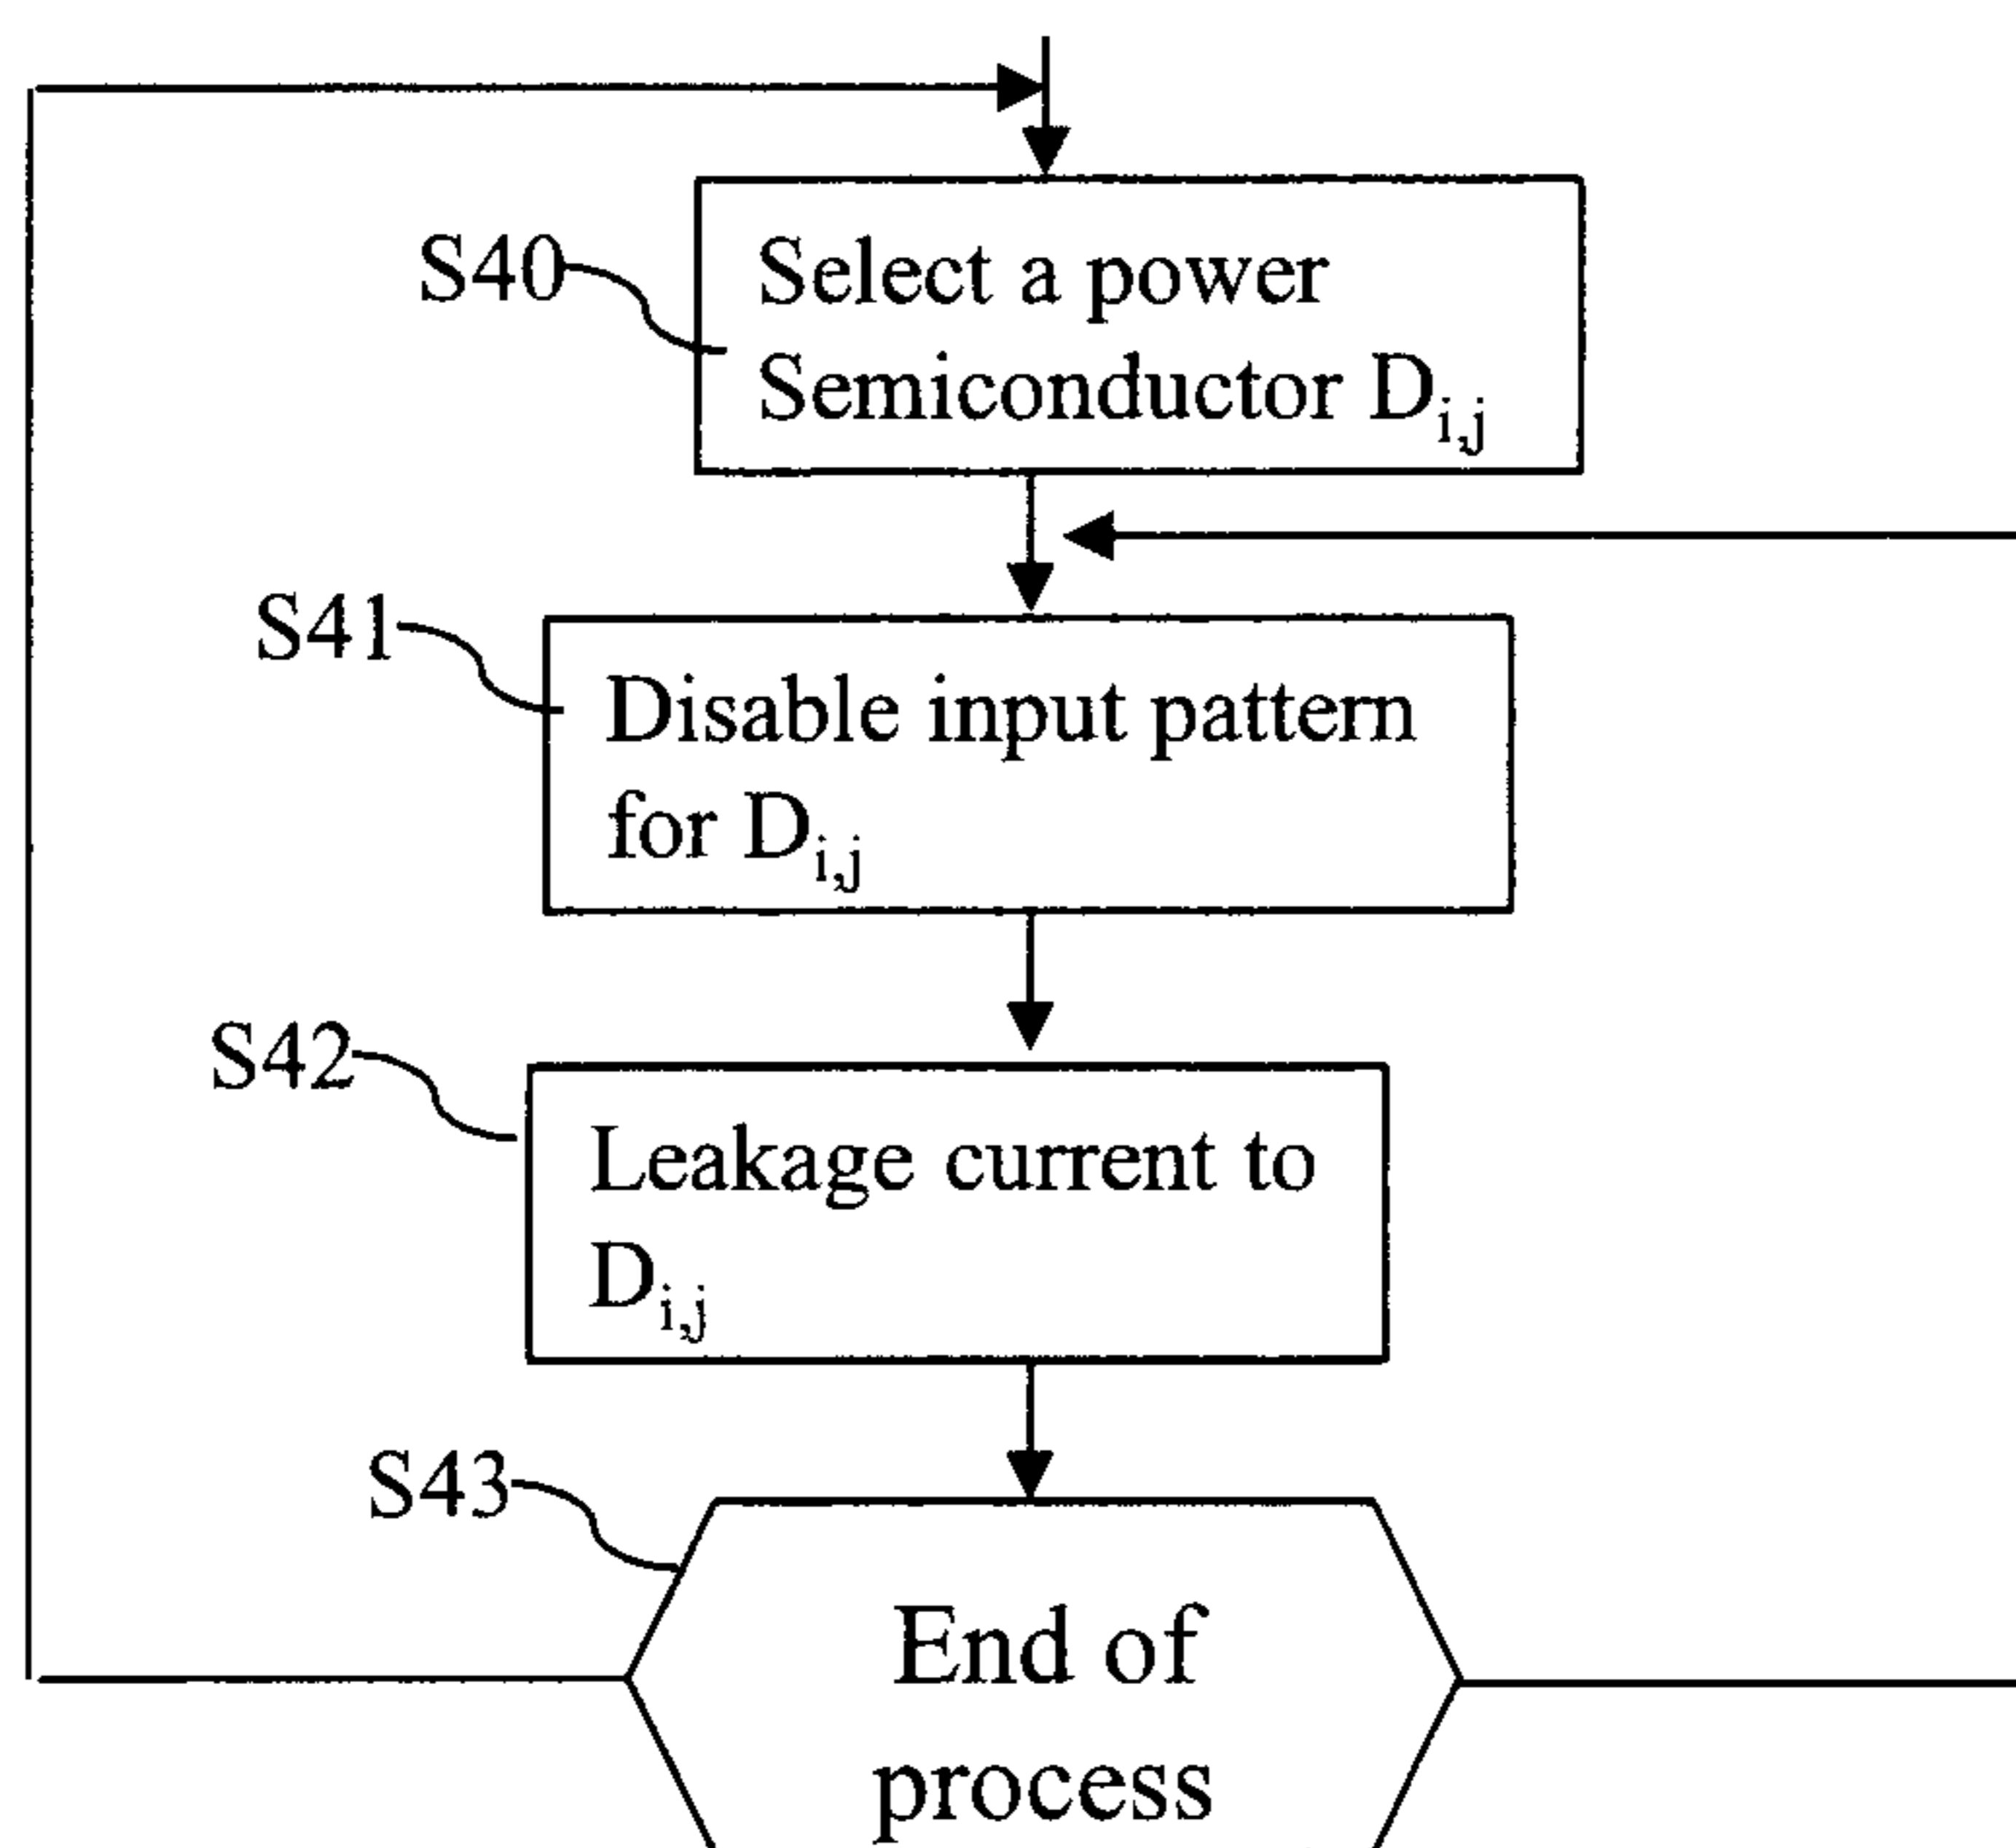 S40
Select a power
Semiconductor D_{i,j}
S41
Disable input pattern
for D_{i,j}
S42
Leakage current to
D_{i,j}
S43
End of
process